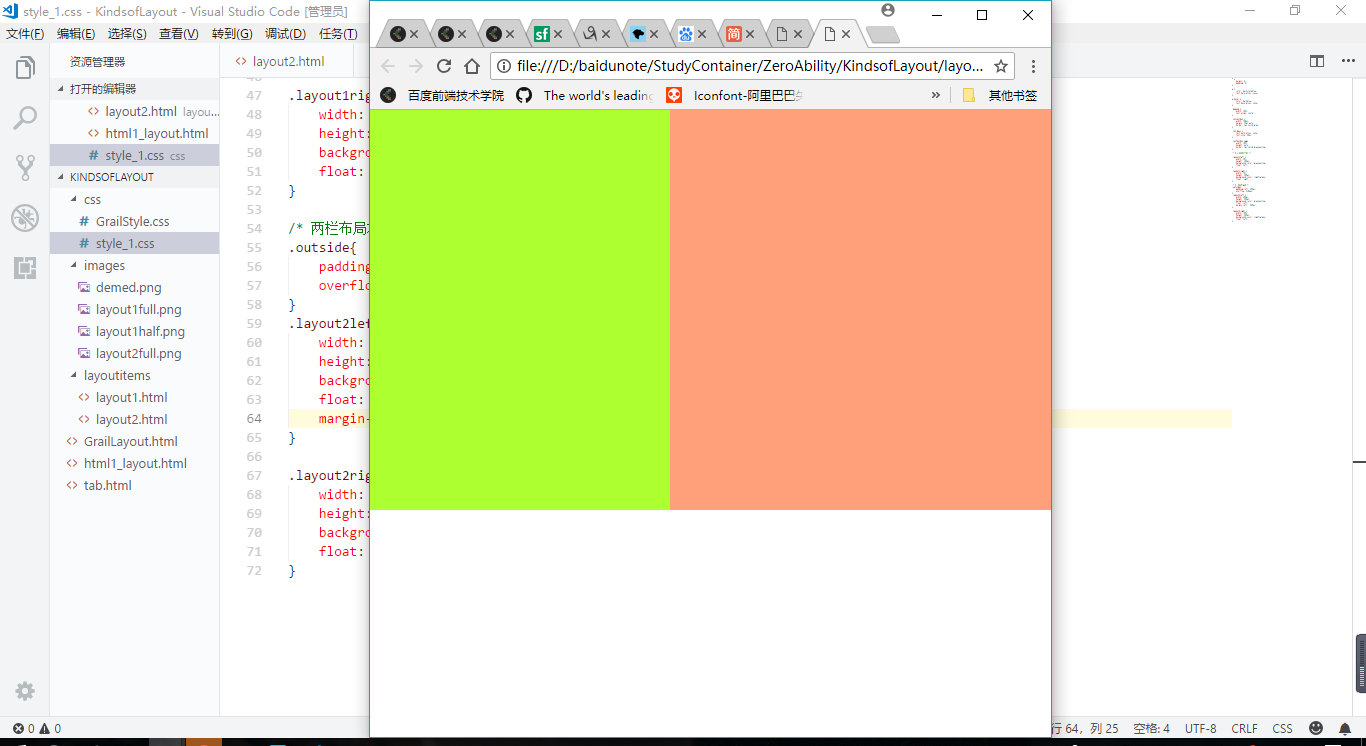 style_1.css - KindsofLayout - Visual Studio Code [管理员]
文件(F) 编辑(E) 选择(S) 查看(V) 转到(G) 调试(D) 任务(T)
资源管理器
打开的编辑器
layout2.html layou...
html1_layout.html
style_1.css css
KINDSOFLAYOUT
css
GrailStyle.css
style_1.css
images
demed.png
layout1full.png
layout1half.png
layout2full.png
layoutitems
layout1.html
layout2.html
GrailLayout.html
html1_layout.html
tab.html
layout2.html
47 .layout1rig
48 width:
49 height:
50 backgro
51 float:
52 }
53
54 /* 两栏布局
55 .outside{
56 padding
57 overflo
58 }
59 .layout2lef
60 width:
61 height:
62 backgro
63 float:
64 margin-
65 }
66
67 .layout2rig
68 width:
69 height:
70 backgro
71 float:
72 }
sf
简
file:///D:/baidunote/StudyContainer/ZeroAbility/KindsofLayout/layo...
百度前端技术学院 The world's leading Iconfont-阿里巴巴 » 其他书签
0 0
行 64，列 25 空格: 4 UTF-8 CRLF CSS